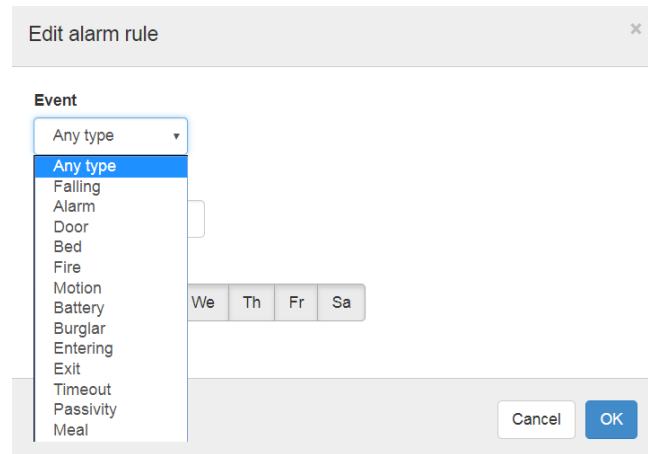 Edit alarm rule ×
Event
Any type ▾
Any type
Falling
Alarm
Door
Bed
Fire
Motion
Battery
We Th Fr Sa
Burglar
Entering
Exit
Timeout
Passivity
Meal
Cancel OK